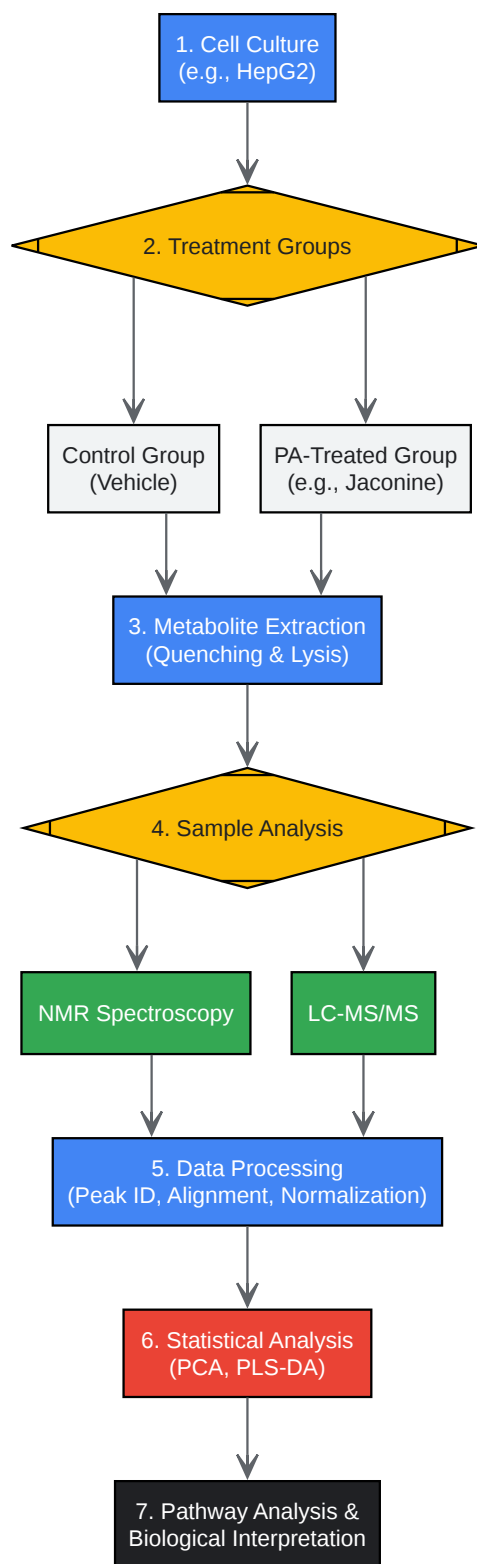 1. Cell Culture
(e.g., HepG2)
2. Treatment Groups
Control Group
(Vehicle)
PA-Treated Group
(e.g., Jaconine)
3. Metabolite Extraction
(Quenching & Lysis)
4. Sample Analysis
NMR Spectroscopy
LC-MS/MS
5. Data Processing
(Peak ID, Alignment, Normalization)
6. Statistical Analysis
(PCA, PLS-DA)
7. Pathway Analysis &
Biological Interpretation